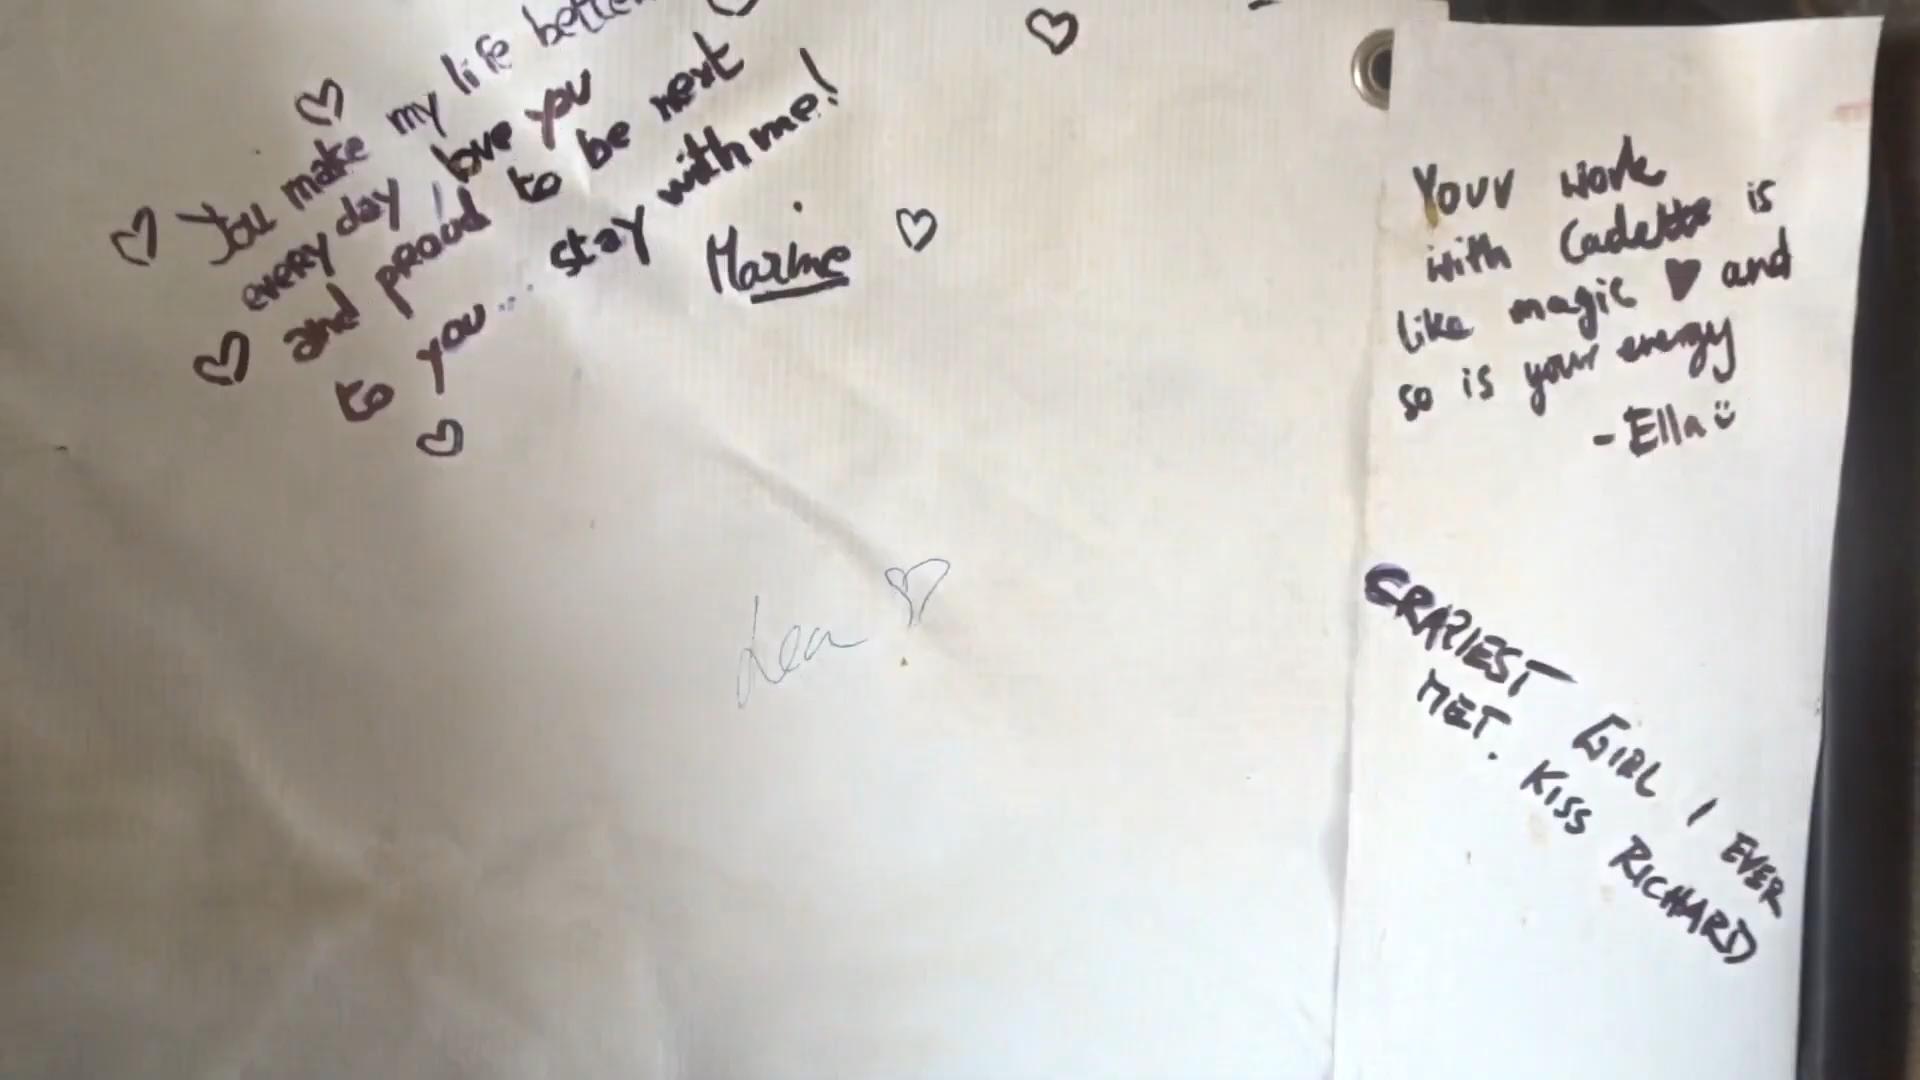 You make my life better
every day I love you
and proud to be next
to you... stay with me!
Marine
Lea
Your work
with Cadette is
like magic ♥ and
so is your energy
- Ella
CRAZIEST GIRL I EVER
MET. KISS RICHARD